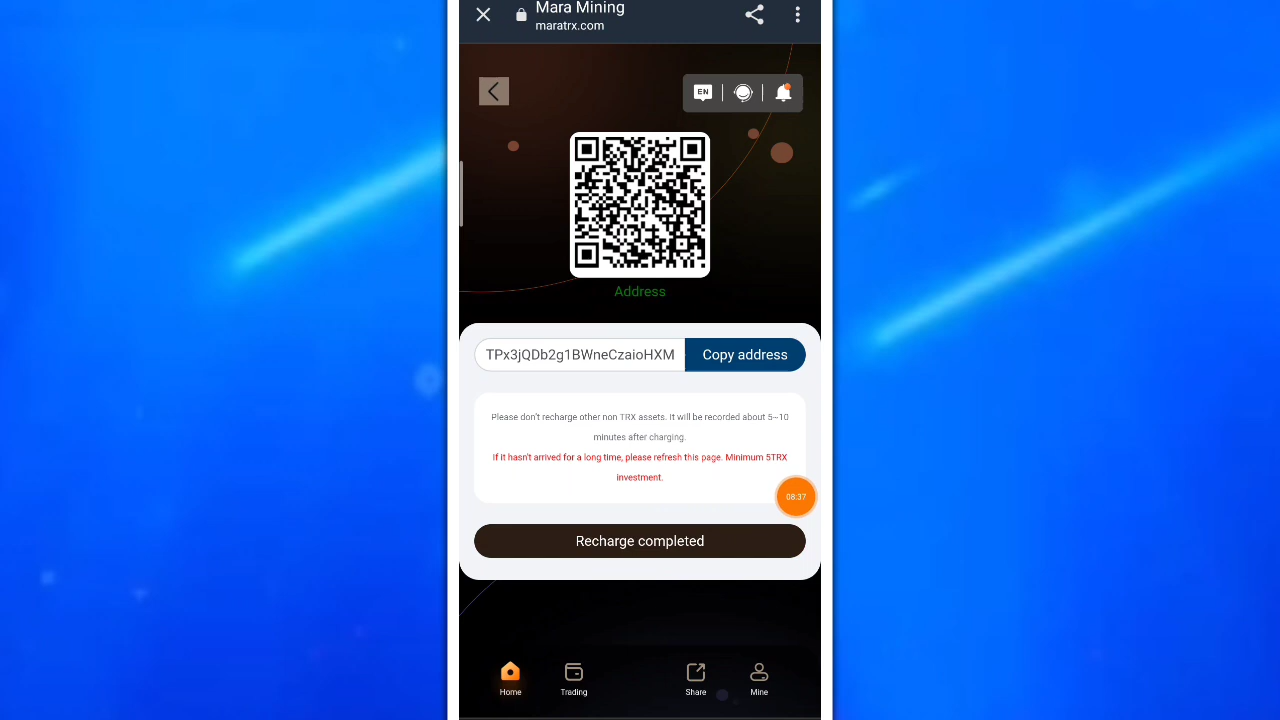 Mara Mining
maratrx.com
EN
Address
TPx3jQDb2g1BWneCzaioHXM
Copy address
Please don't recharge other non TRX assets. It will be recorded about 5~10
minutes after charging.
If it hasn't arrived for a long time, please refresh this page. Minimum 5TRX
investment.
08:37
Recharge completed
Home
Trading
Share
Mine